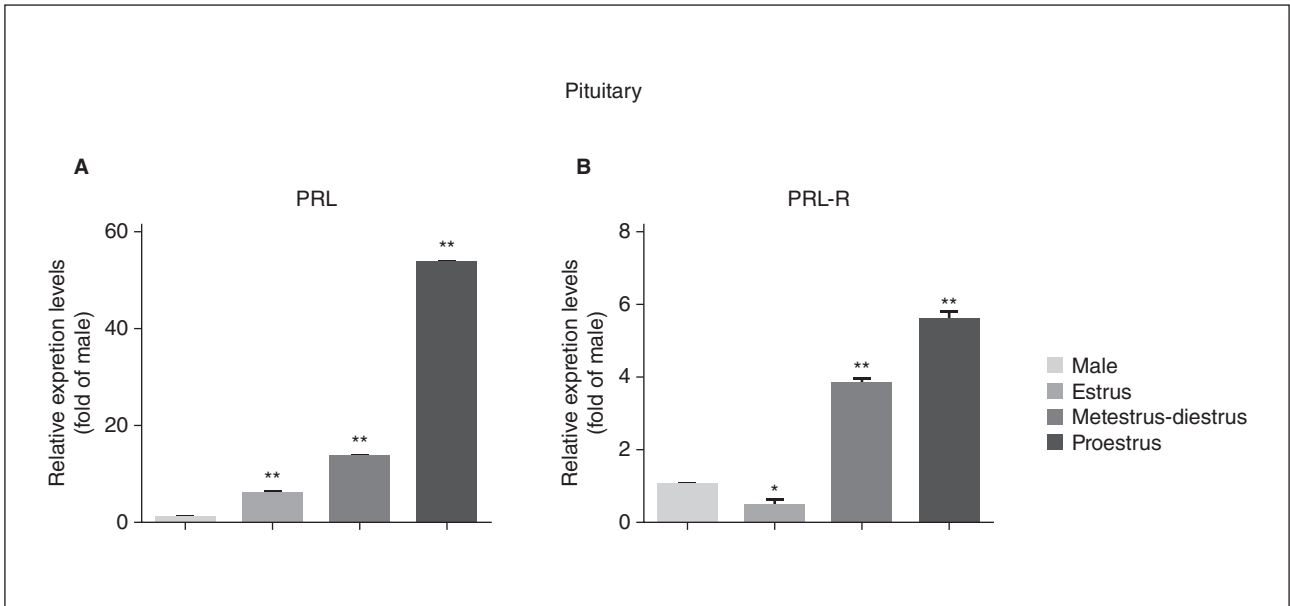 Pituitary
A
PRL
Relative expretion levels
(fold of male)
60
40
20
0
**
**
**
B
PRL-R
Relative expretion levels
(fold of male)
8
6
4
2
0
*
**
**
Male
Estrus
Metestrus-diestrus
Proestrus